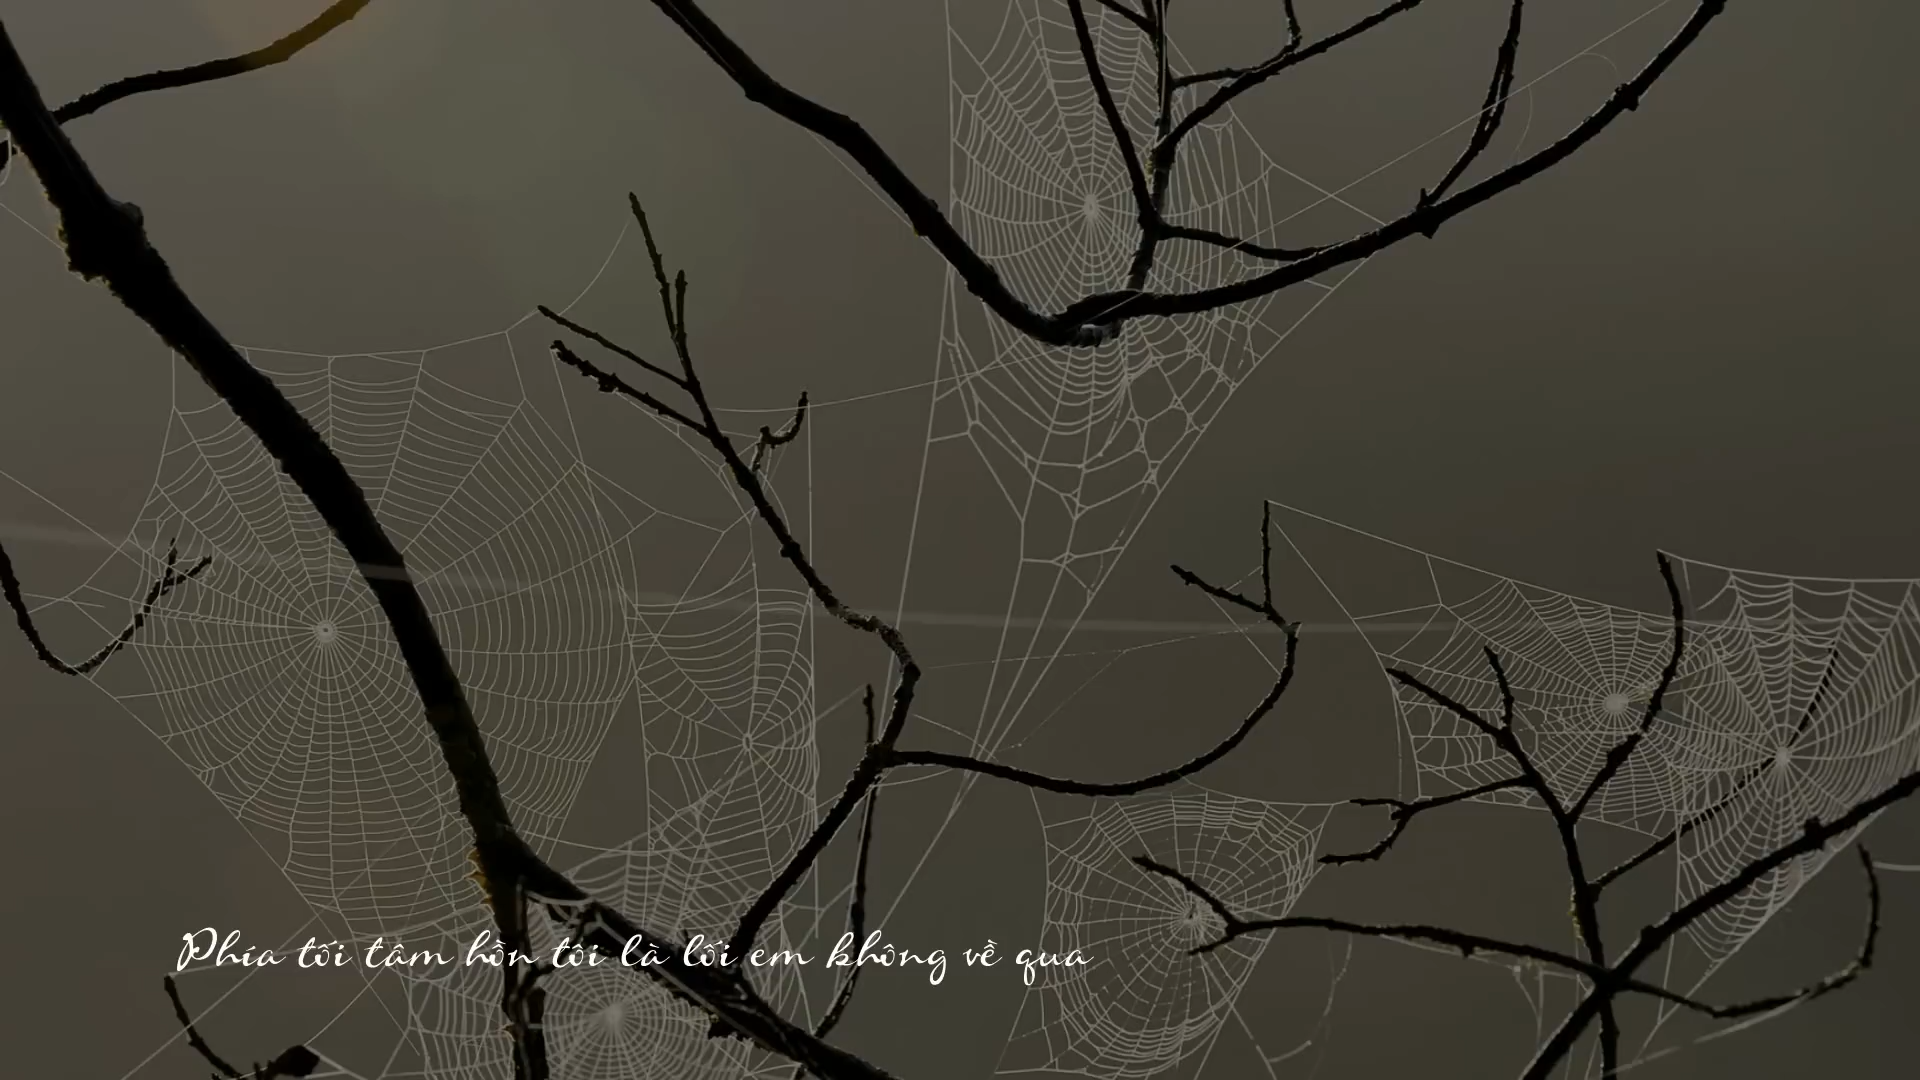 Phía tối tâm hồn tôi là lối em không về qua